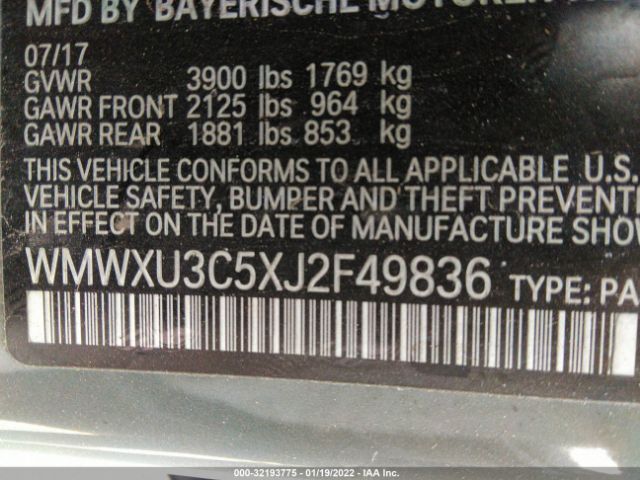 MFD BY BAYERISCHE MOTOREN
07/17
GVWR 3900 lbs 1769 kg
GAWR FRONT 2125 lbs 964 kg
GAWR REAR 1881 lbs 853 kg
THIS VEHICLE CONFORMS TO ALL APPLICABLE U.S.
VEHICLE SAFETY, BUMPER AND THEFT PREVENTI
IN EFFECT ON THE DATE OF MANUFACTURE SHO
WMWXU3C5XJ2F49836 TYPE: PA
000-32193775 - 01/19/2022 - IAA Inc.